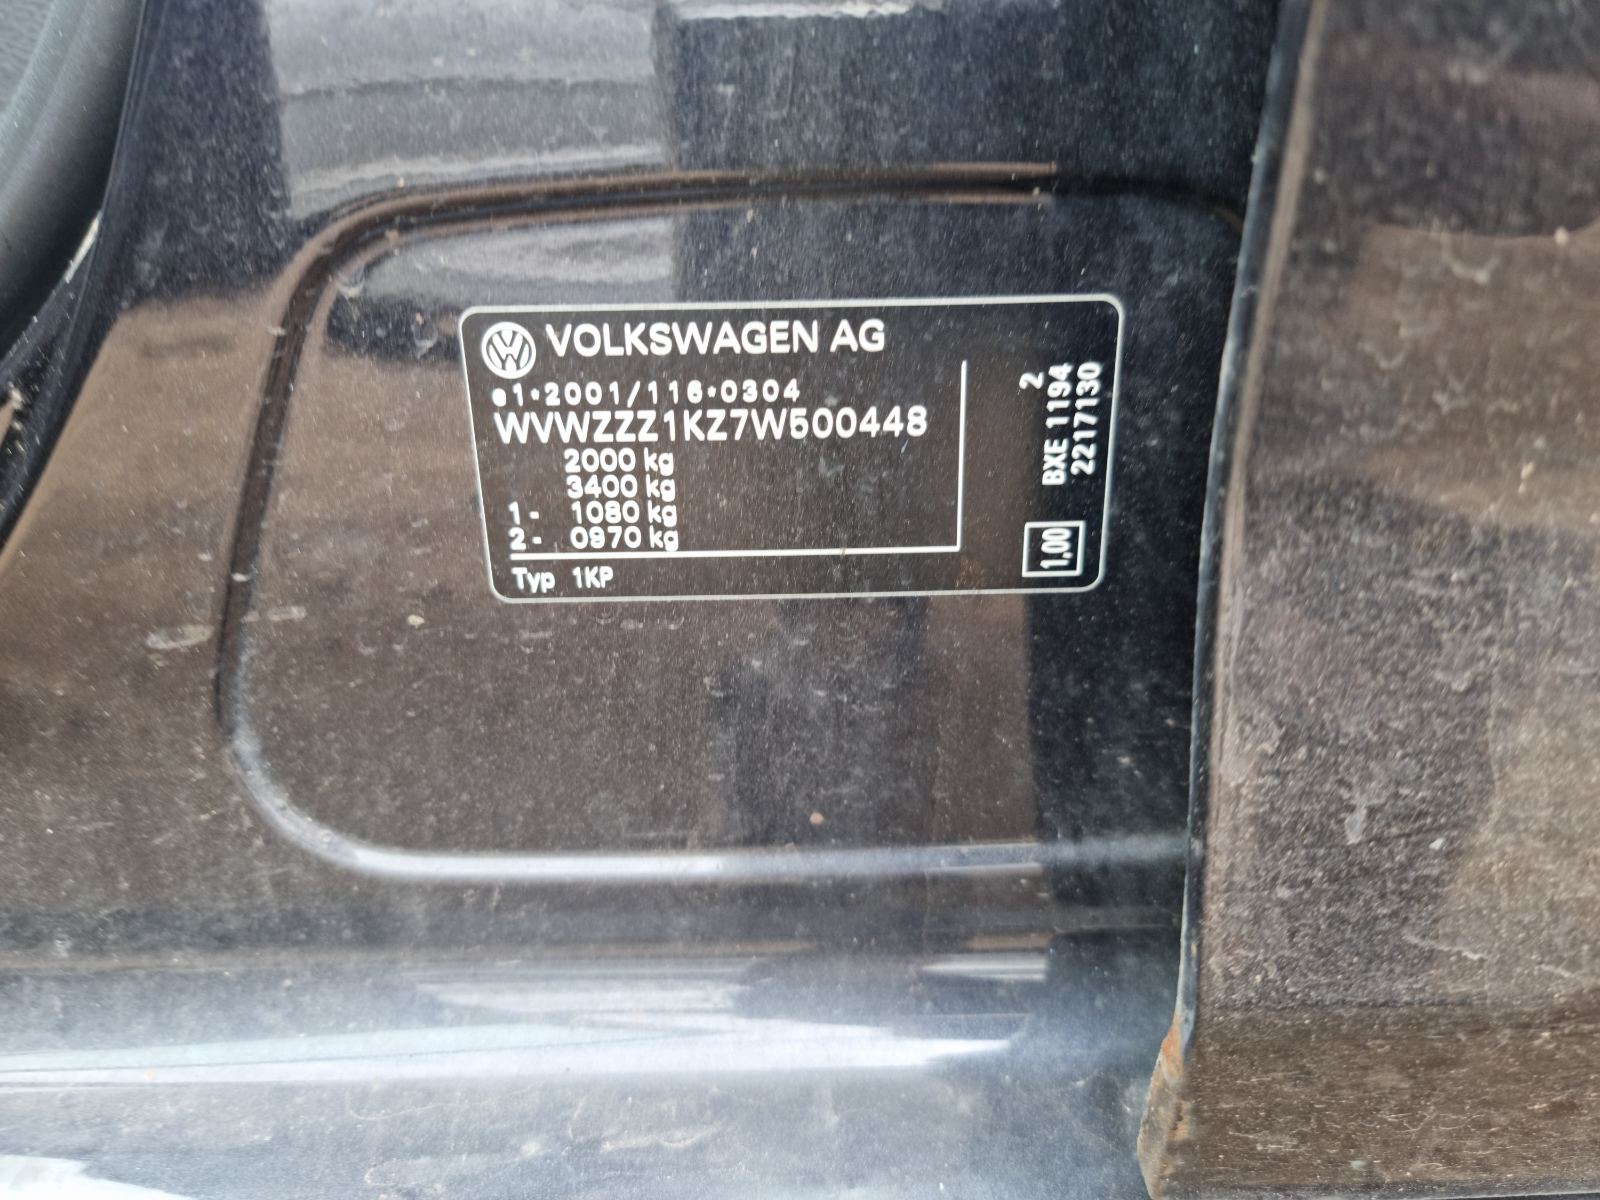 VOLKSWAGEN AG
e1*2001/116*0304
WVWZZZ1KZ7W500448
2000 kg
3400 kg
1- 1080 kg
2- 0970 kg
Typ 1KP
2
BXE 1194
2217130
1.00